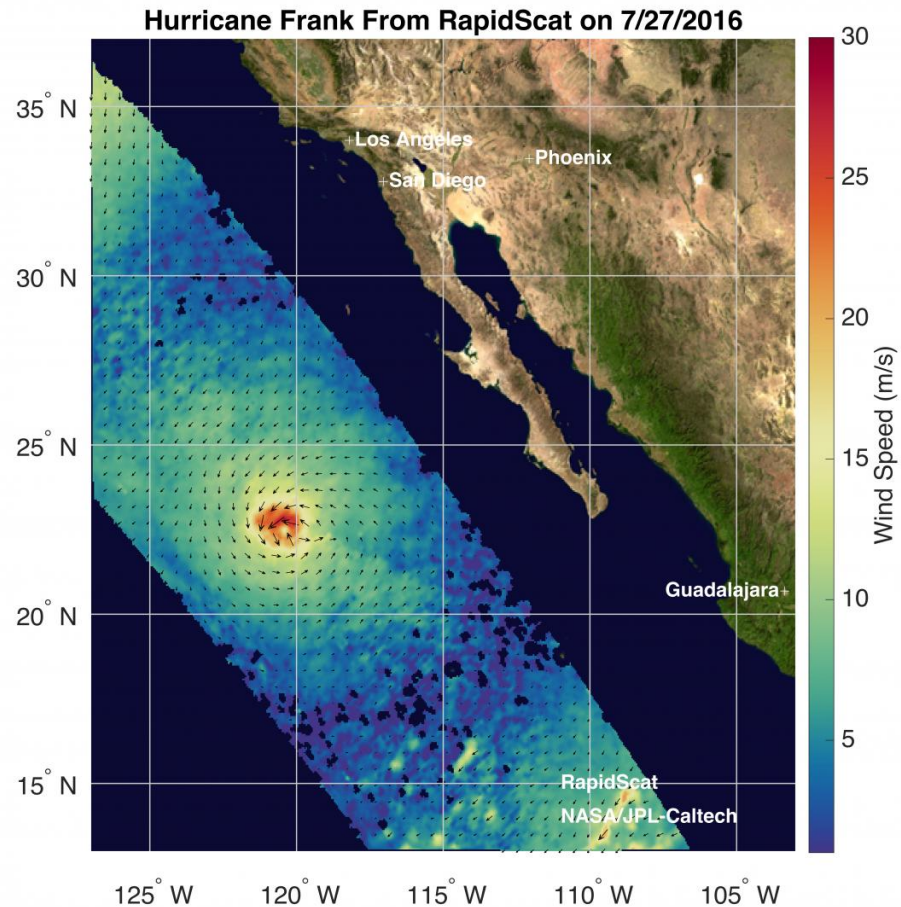 Hurricane Frank From RapidScat on 7/27/2016
30
35° N
Los Angeles
Phoenix
San Diego
25
30° N
20
25° N
15
Wind Speed (m/s)
10
Guadalajara
20° N
5
15° N
RapidScat
NASA/JPL-Caltech
125° W 120° W 115° W 110° W 105° W